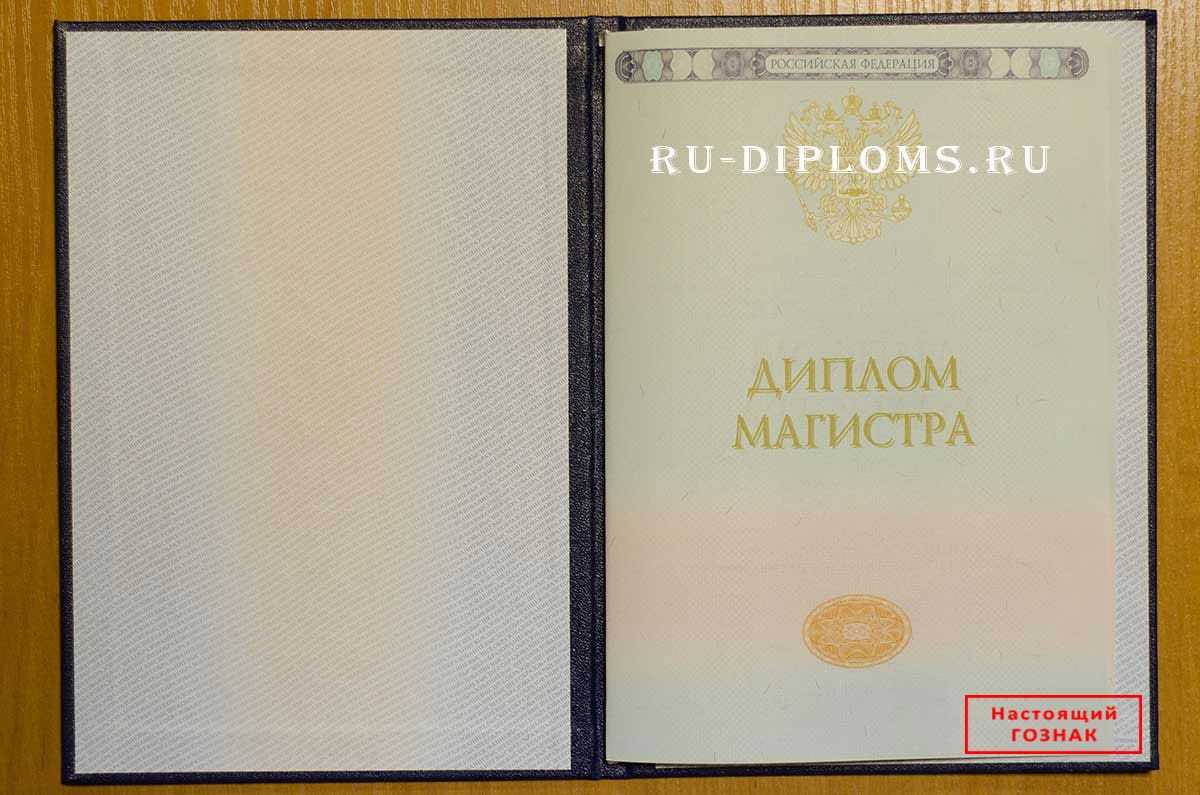 РОССИЙСКАЯ ФЕДЕРАЦИЯ
RU-DIPLOMS.RU
ДИПЛОМ
МАГИСТРА
Настоящий
ГОЗНАК